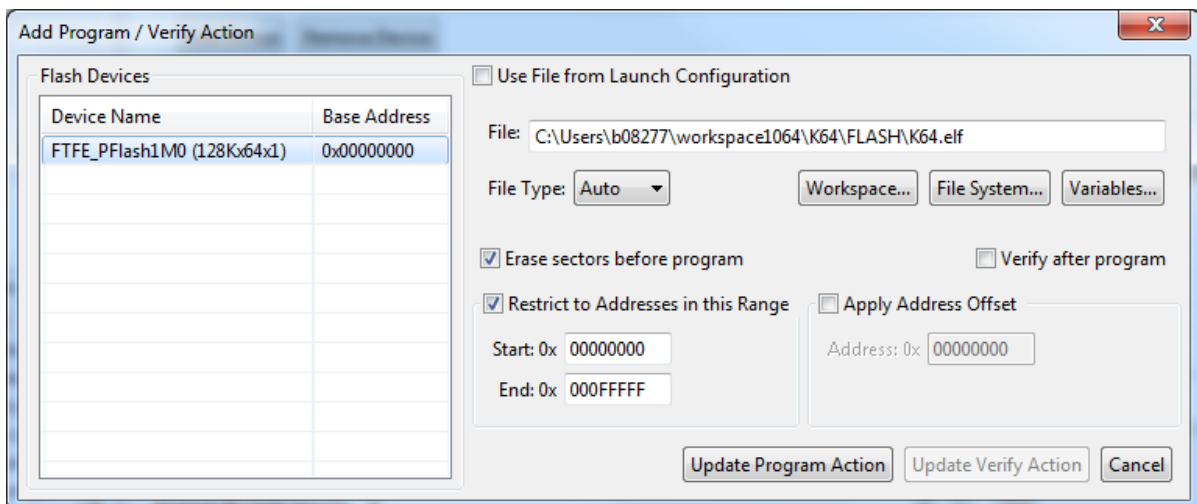 Add Program / Verify Action
x
Flash Devices
Device Name Base Address
FTFE_PFlash1M0 (128Kx64x1) 0x00000000
Use File from Launch Configuration
File: C:\Users\b08277\workspace1064\K64\FLASH\K64.elf
File Type: Auto Workspace... File System... Variables...
Erase sectors before program Verify after program
Restrict to Addresses in this Range Apply Address Offset
Start: 0x 00000000 Address: 0x 00000000
End: 0x 000FFFFF
Update Program Action Update Verify Action Cancel